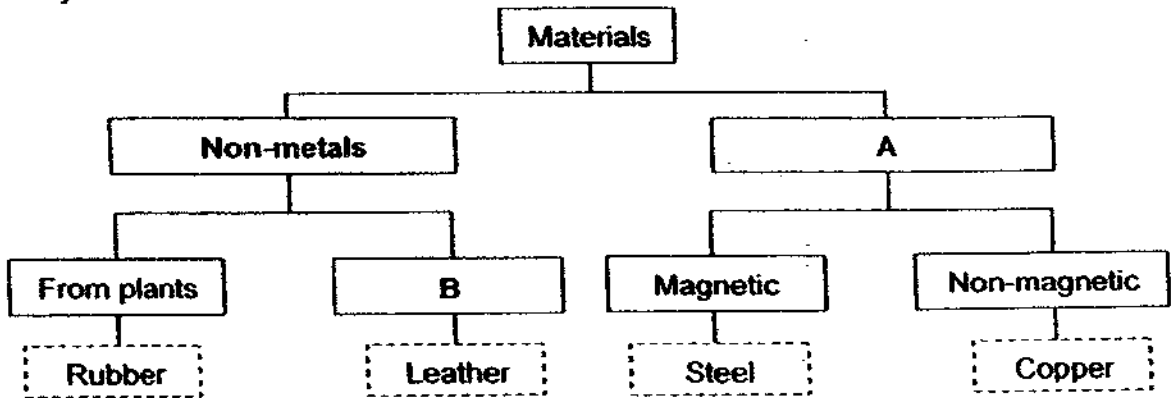 Materials
Non-metals
A
From plants
B
Magnetic
Non-magnetic
Rubber
Leather
Steel
Copper